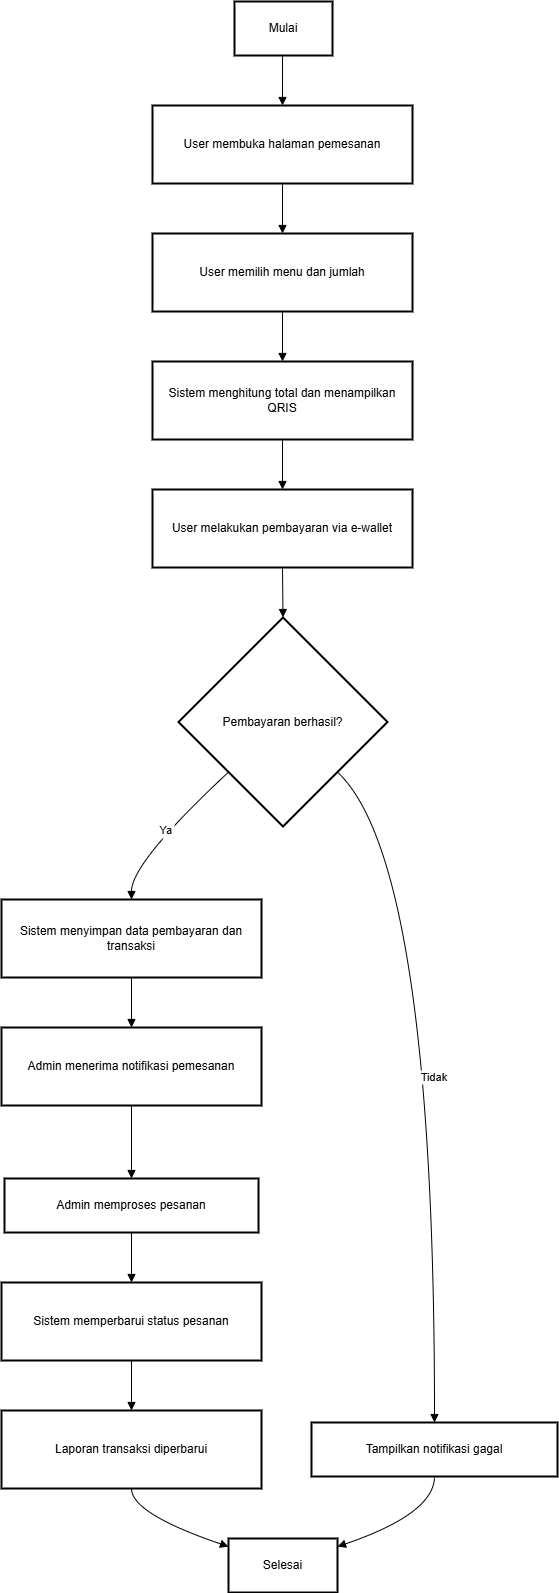 Mulai
User membuka halaman pemesanan
User memilih menu dan jumlah
Sistem menghitung total dan menampilkan
QRIS
User melakukan pembayaran via e-wallet
Pembayaran berhasil?
Ya
Sistem menyimpan data pembayaran dan
transaksi
Admin menerima notifikasi pemesanan
Tidak
Admin memproses pesanan
Sistem memperbarui status pesanan
Laporan transaksi diperbarui
Tampilkan notifikasi gagal
Selesai